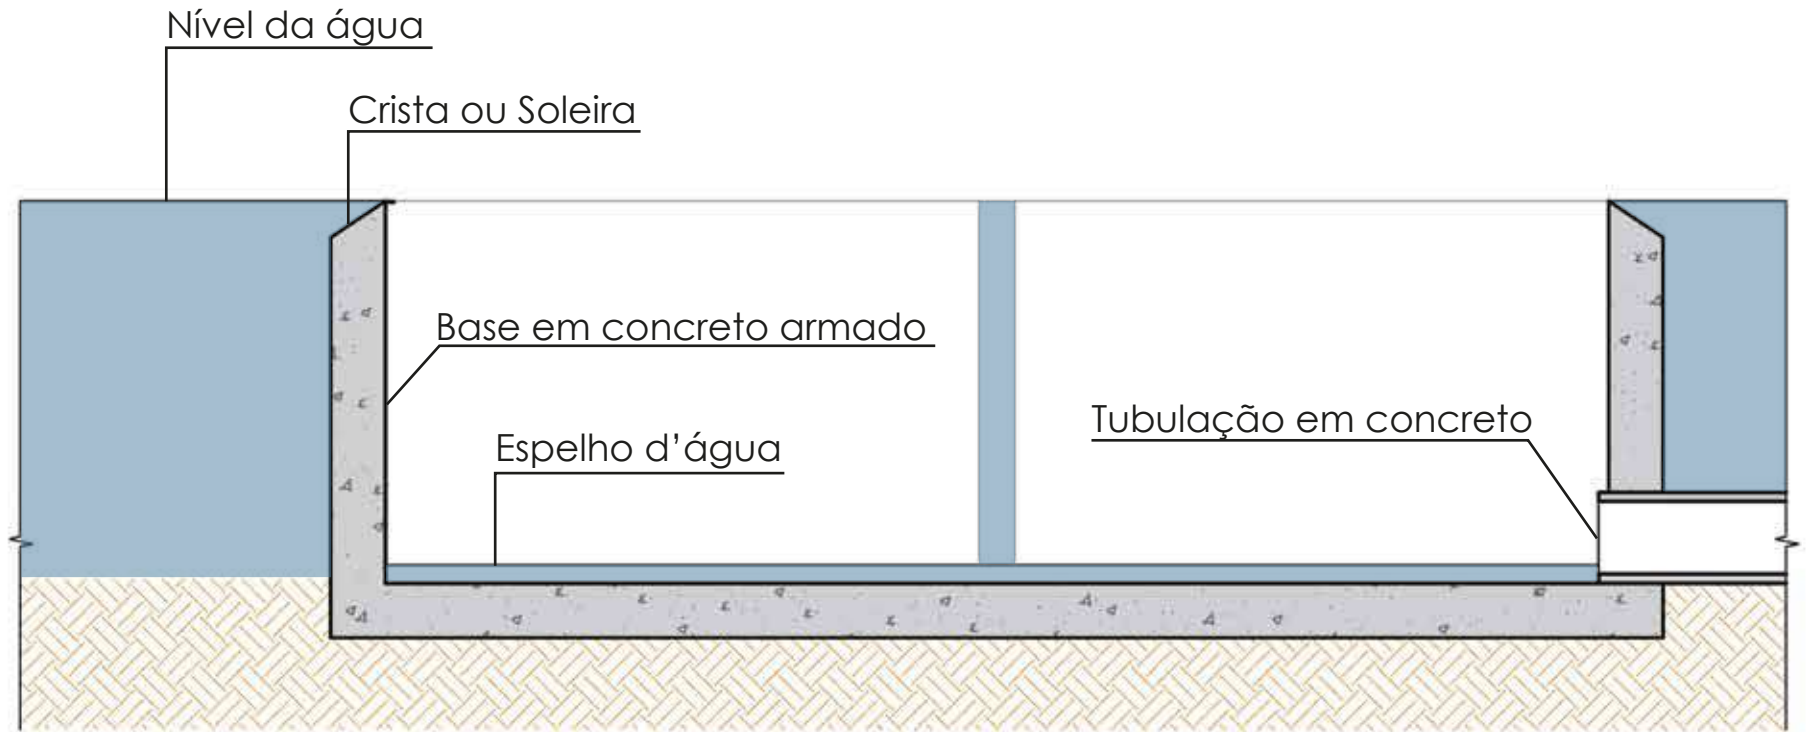 Nível da água
Crista ou Soleira
Base em concreto armado
Tubulação em concreto
Espelho d’água